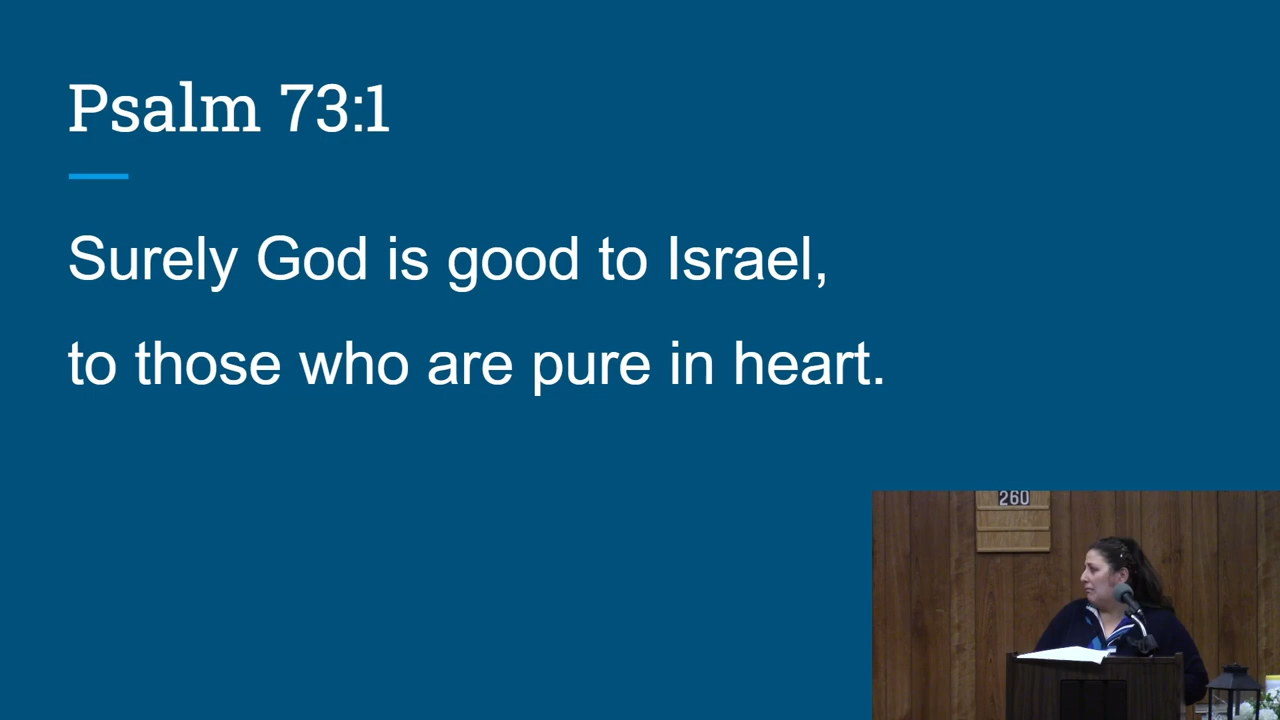 Psalm 73:1
Surely God is good to Israel,
to those who are pure in heart.
260